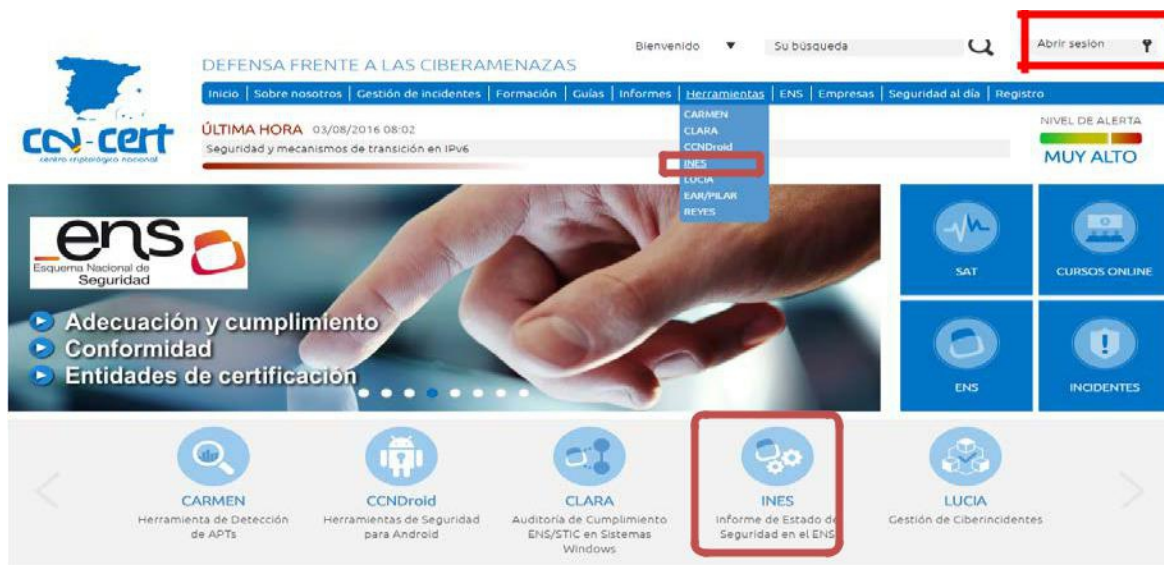 Bienvenido
Su búsqueda
Abrir sesión
DEFENSA FRENTE A LAS CIBERAMENAZAS
Inicio | Sobre nosotros | Gestión de incidentes | Formación | Guías | Informes | Herramientas | ENS | Empresas | Seguridad al día | Registro
CARMEN
CLARA
CCNDroid
INES
LUCIA
EAR/PILAR
REYES
ccn-cert
centro criptológico nacional
ÚLTIMA HORA 03/08/2016 08:02
Seguridad y mecanismos de transición en IPv6
NIVEL DE ALERTA
MUY ALTO
ens
Esquema Nacional de
Seguridad
Adecuación y cumplimiento
Conformidad
Entidades de certificación
SAT
CURSOS ONLINE
ENS
INCIDENTES
CARMEN
Herramienta de Detección
de APTs
CCNDroid
Herramientas de Seguridad
para Android
CLARA
Auditoría de Cumplimiento
ENS/STIC en Sistemas
Windows
INES
Informe de Estado de
Seguridad en el ENS
LUCIA
Gestión de Ciberincidentes